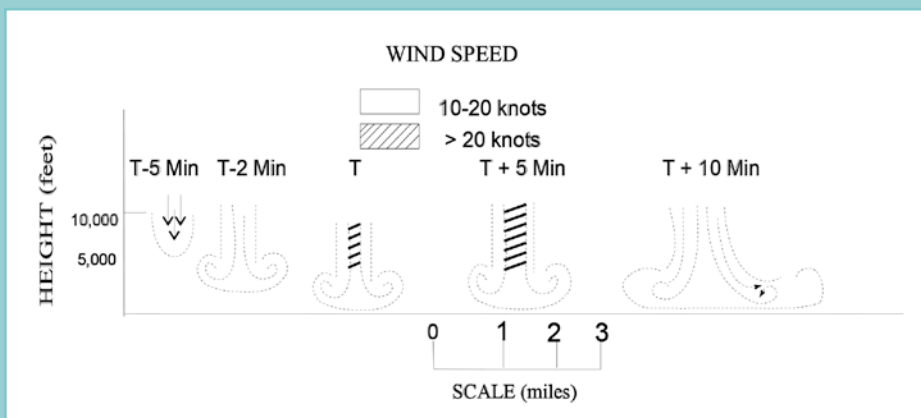 WIND SPEED
10-20 knots
> 20 knots
T-5 Min T-2 Min T T + 5 Min T + 10 Min
HEIGHT (feet)
10,000
5,000
0 1 2 3
SCALE (miles)